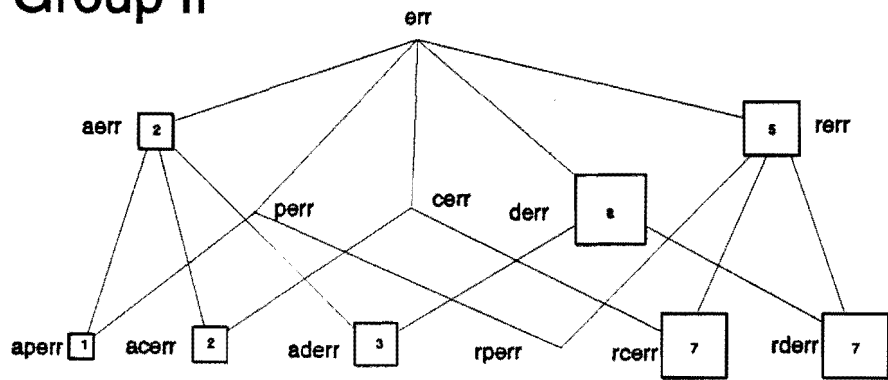 Group II
err
aerr 2 5 rerr
perr cerr derr 8
aperr 1 acerr 2 aderr 3 rperr rcerr 7 rderr 7